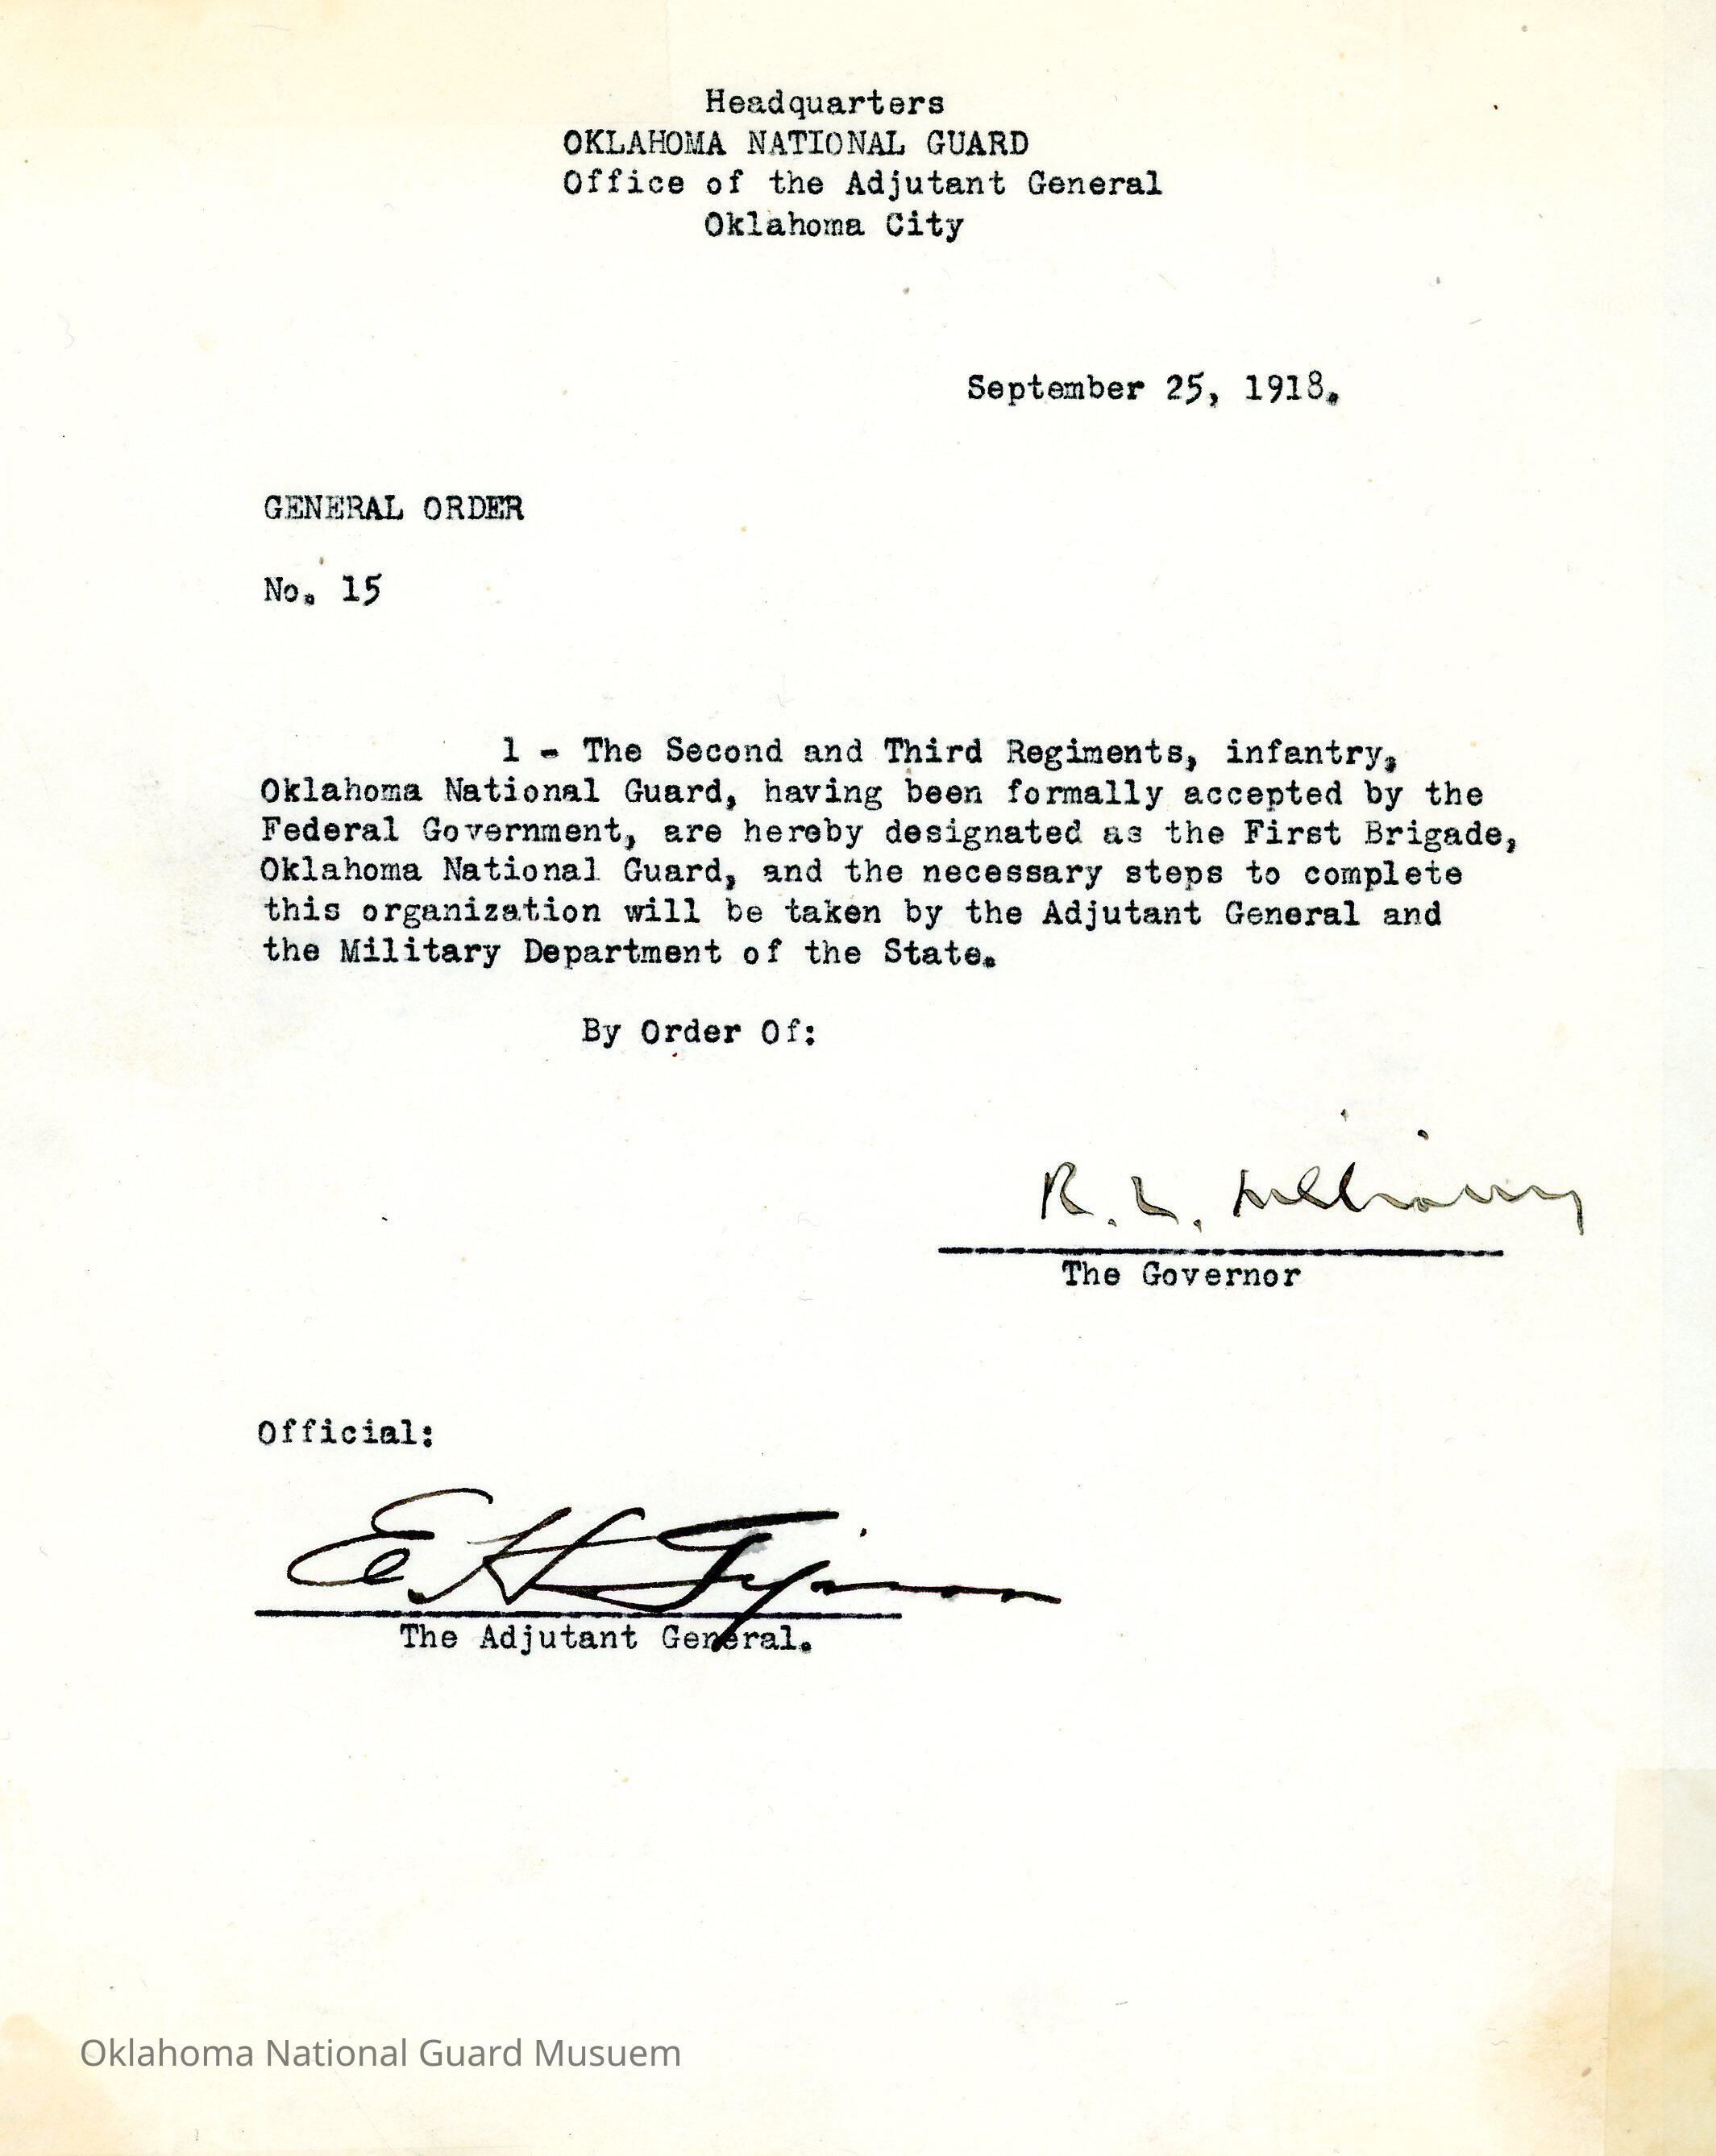 Headquarters
OKLAHOMA NATIONAL GUARD
Office of the Adjutant General
Oklahoma City
September 25, 1918.
GENERAL ORDER
No. 15
1 - The Second and Third Regiments, infantry,
Oklahoma National Guard, having been formally accepted by the
Federal Government, are hereby designated as the First Brigade,
Oklahoma National Guard, and the necessary steps to complete
this organization will be taken by the Adjutant General and
the Military Department of the State.
By Order Of:
R. L. Williams
The Governor
Official:
E. H.
The Adjutant General.
Oklahoma National Guard Musuem